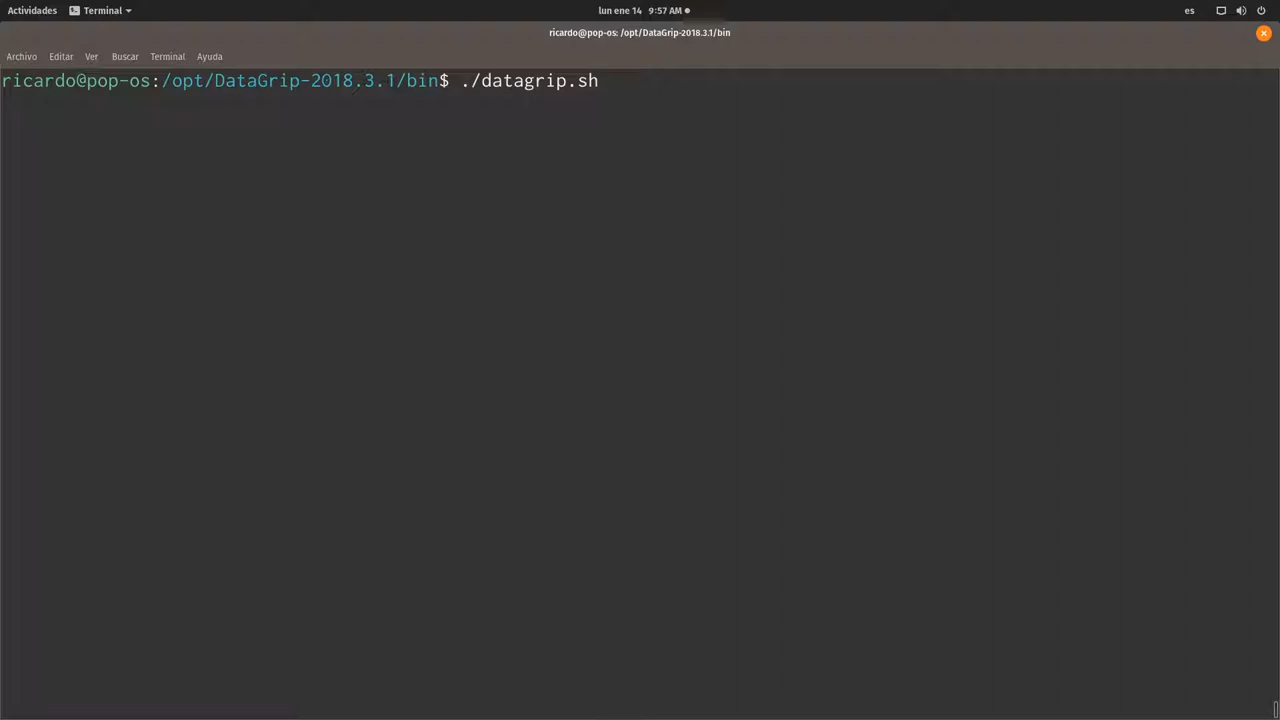 Actividades Terminal lun ene 14 9:57 AM es
ricardo@pop-os: /opt/DataGrip-2018.3.1/bin
Archivo Editar Ver Buscar Terminal Ayuda
ricardo@pop-os:/opt/DataGrip-2018.3.1/bin$ ./datagrip.sh